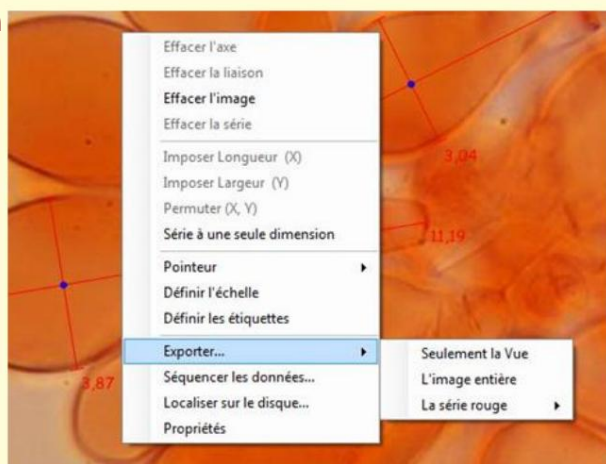 Effacer l'axe
Effacer la liaison
Effacer l'image
Effacer la série
Imposer Longueur (X)
Imposer Largeur (Y)
Permuter (X, Y)
Série à une seule dimension
Pointeur
Définir l'échelle
Définir les étiquettes
Exporter...
Séquencer les données...
Localiser sur le disque...
Propriétés
Seulement la Vue
L'image entière
La série rouge
3,04
11,19
3,87